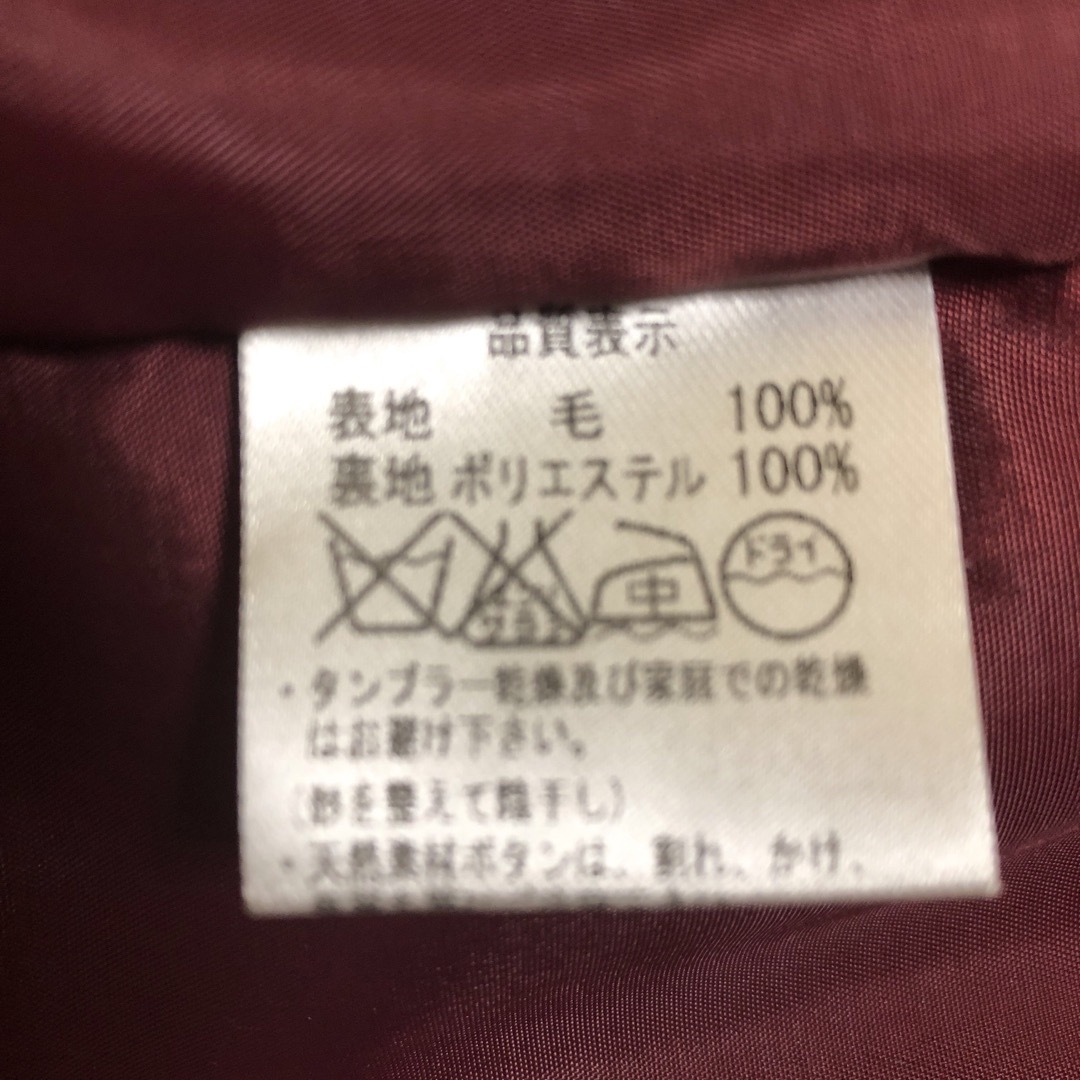 品質表示
表地 毛 100%
裏地 ポリエステル 100%
中 ドライ
・タンブラー乾燥及び家庭での乾燥
はお避け下さい。
(形を整えて陰干し)
・天然素材ボタンは、割れ、かけ、